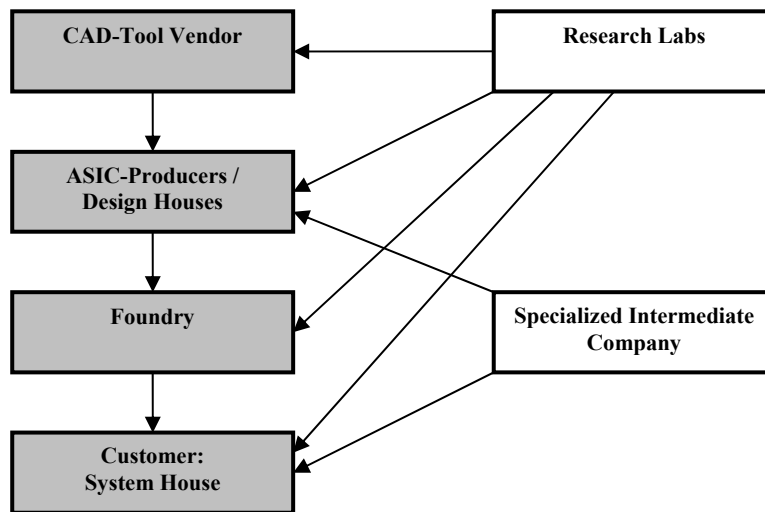 CAD-Tool Vendor
Research Labs
ASIC-Producers /
Design Houses
Foundry
Specialized Intermediate
Company
Customer:
System House